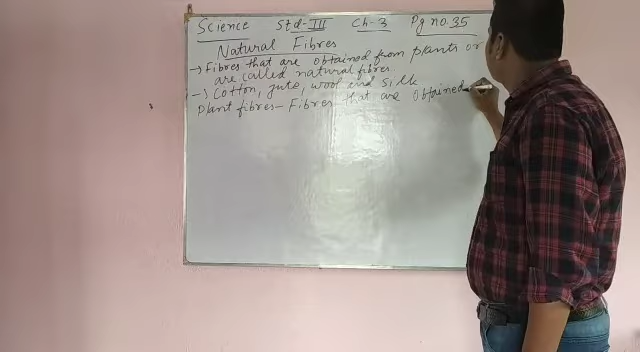 Science Std-III Ch-3 Pg no.35
Natural Fibres
→ Fibres that are obtained from plants or
are called natural fibres.
→ Cotton, jute, wool and silk
Plant fibres - Fibres that are obtained